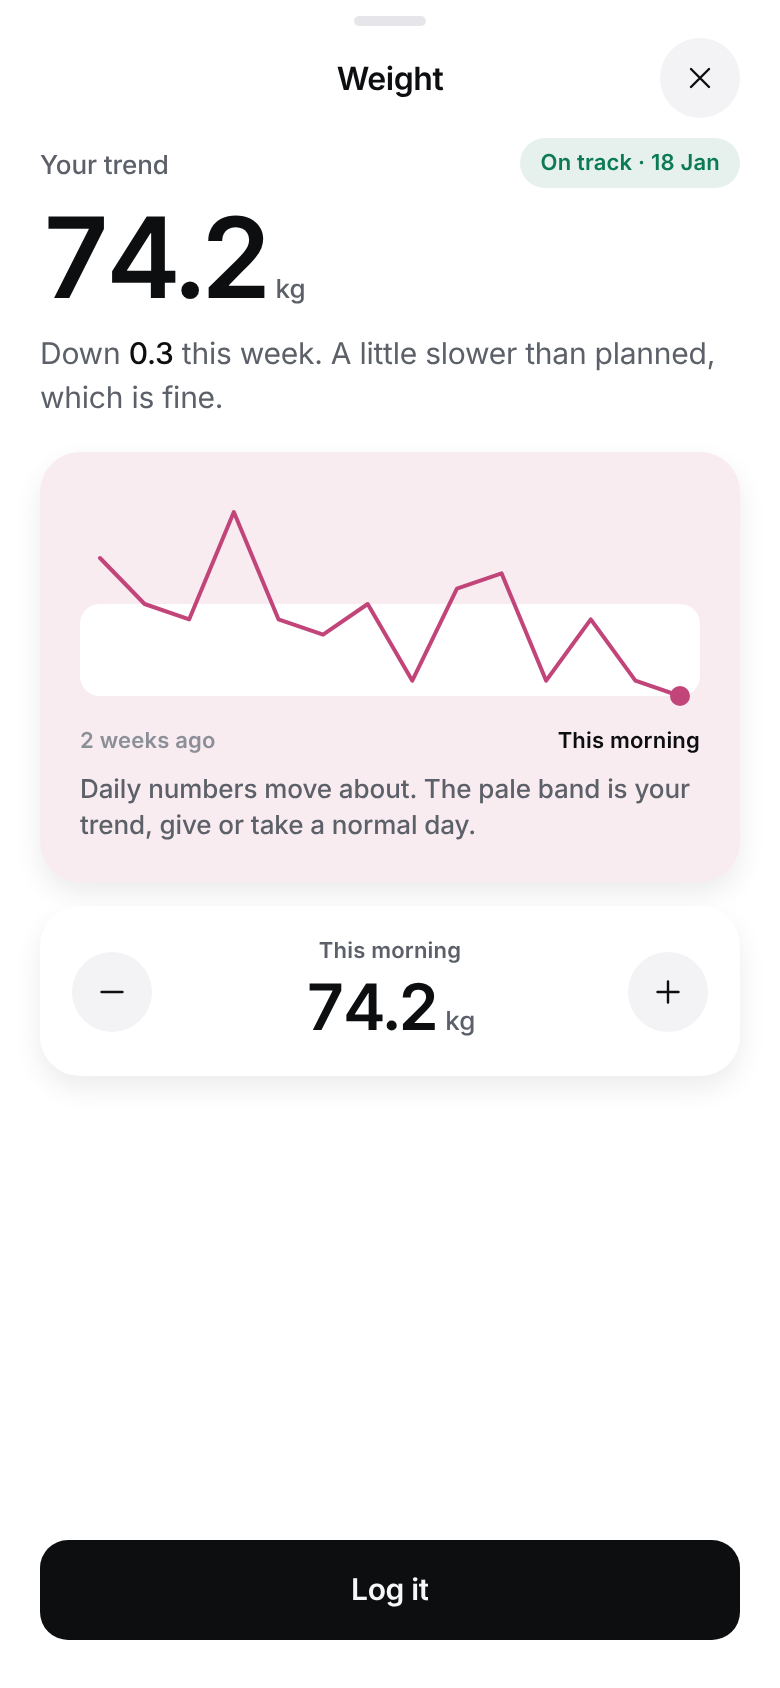 Weight
Your trend
On track · 18 Jan
74.2 kg
Down 0.3 this week. A little slower than planned,
which is fine.
2 weeks ago
This morning
Daily numbers move about. The pale band is your
trend, give or take a normal day.
This morning
74.2 kg
Log it